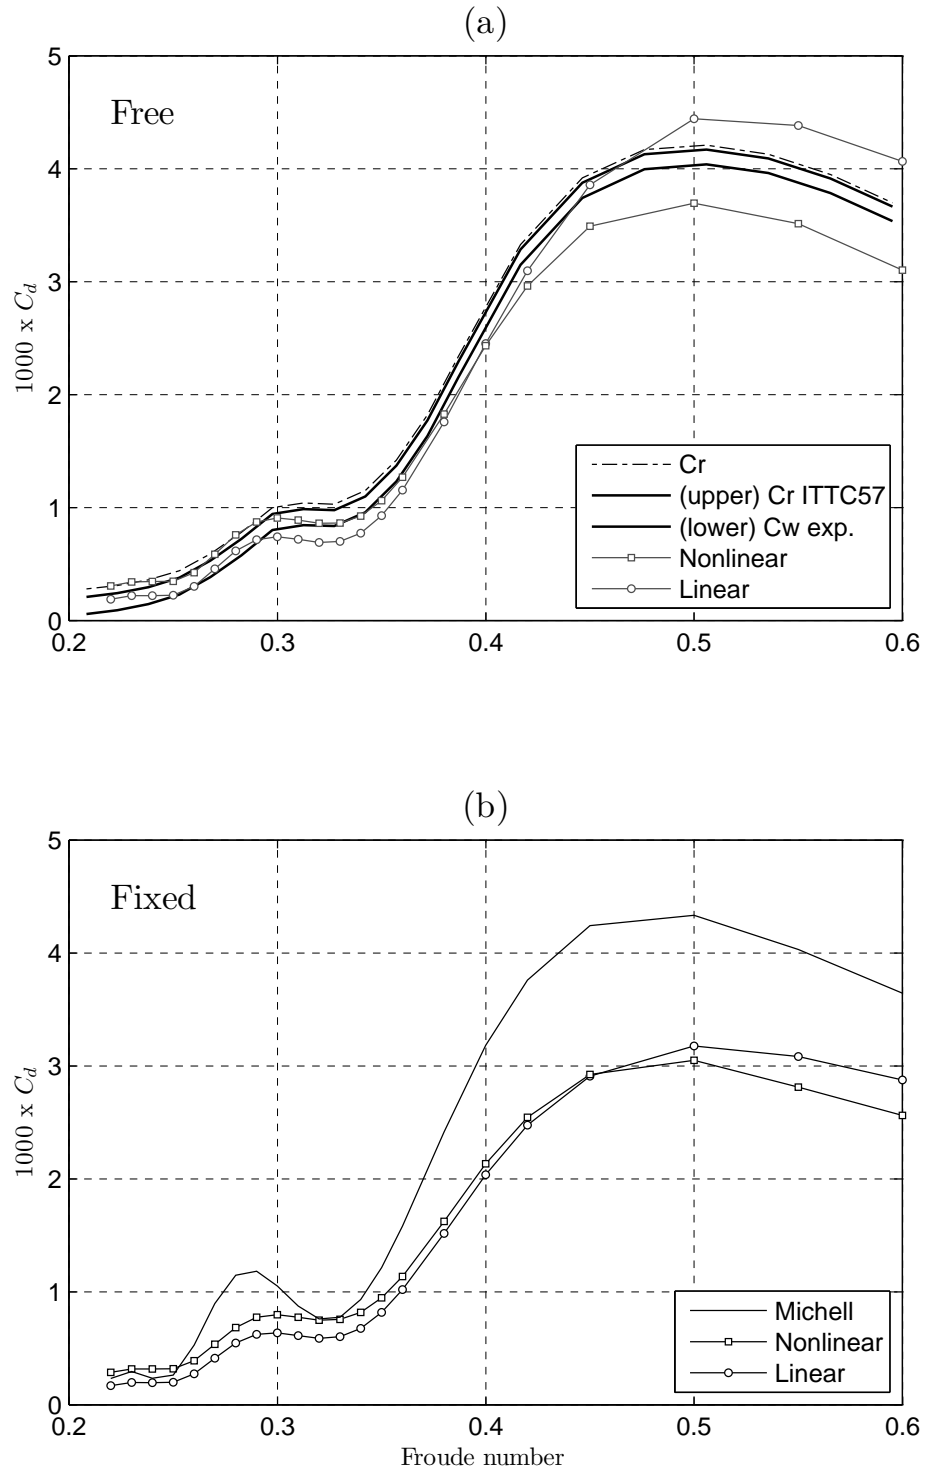 (a)
5
Free
4
3
1000 x C_d
2
Cr
(upper) Cr ITTC57
1
(lower) Cw exp.
Nonlinear
Linear
0
0.2 0.3 0.4 0.5 0.6
(b)
5
Fixed
4
3
1000 x C_d
2
1
Michell
Nonlinear
Linear
0
0.2 0.3 0.4 0.5 0.6
Froude number